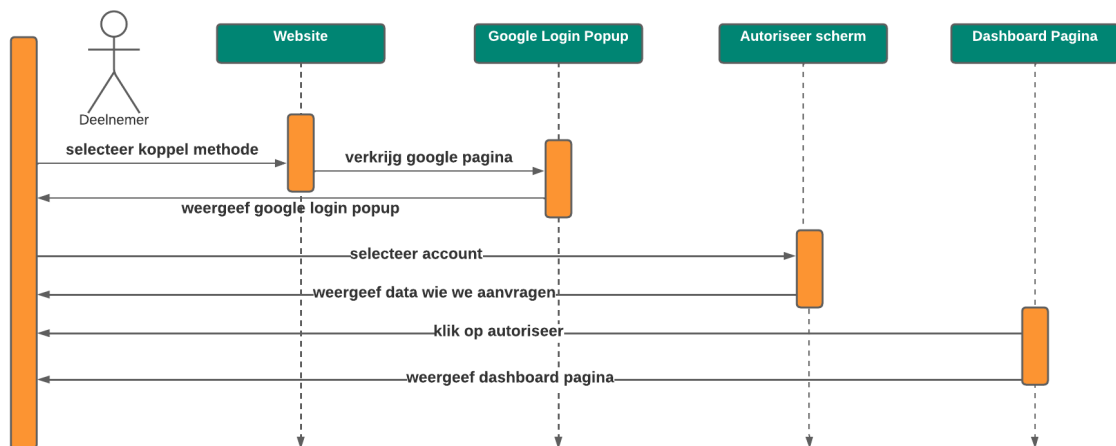 Website
Google Login Popup
Autoriseer scherm
Dashboard Pagina
Deelnemer
selecteer koppel methode
verkrijg google pagina
weergeef google login popup
selecteer account
weergeef data wie we aanvragen
klik op autoriseer
weergeef dashboard pagina